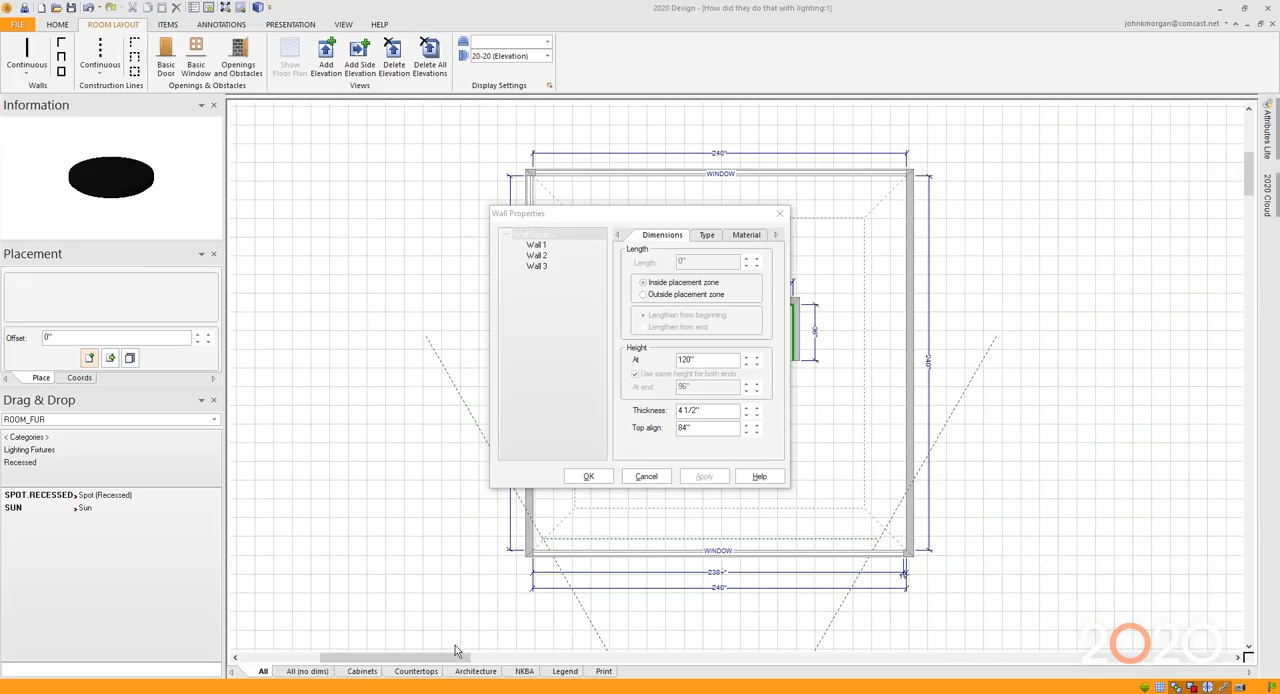 2020 Design - [How did they do that with lighting:1]
FILE HOME ROOM LAYOUT ITEMS ANNOTATIONS PRESENTATION VIEW HELP
johnkmorgan@comcast.net
Continuous
Walls
Continuous
Construction Lines
Basic Door
Basic Window
Openings and Obstacles
Openings & Obstacles
Show Floor Plan
Add Elevation
Add Side Elevation
Delete Elevation
Delete All Elevations
Views
20-20 (Elevation)
Display Settings
Information
Placement
Offset: 0"
Place Coords
Drag & Drop
ROOM_FUR
< Categories >
Lighting Fixtures
Recessed
SPOT.RECESSED Spot (Recessed)
SUN Sun
240"
WINDOW
Wall Properties
Wall 1
Wall 2
Wall 3
Dimensions Type Material
Length
Length: 0"
Inside placement zone
Outside placement zone
Lengthen from beginning
Lengthen from end
Height
At 120"
Use same height for both ends
At end: 96"
Thickness: 4 1/2"
Top align: 84"
OK Cancel Apply Help
36"
240"
WINDOW
240"
All All (no dims) Cabinets Countertops Architecture NKBA Legend Print
Attributes Lite
2020 Cloud
2020